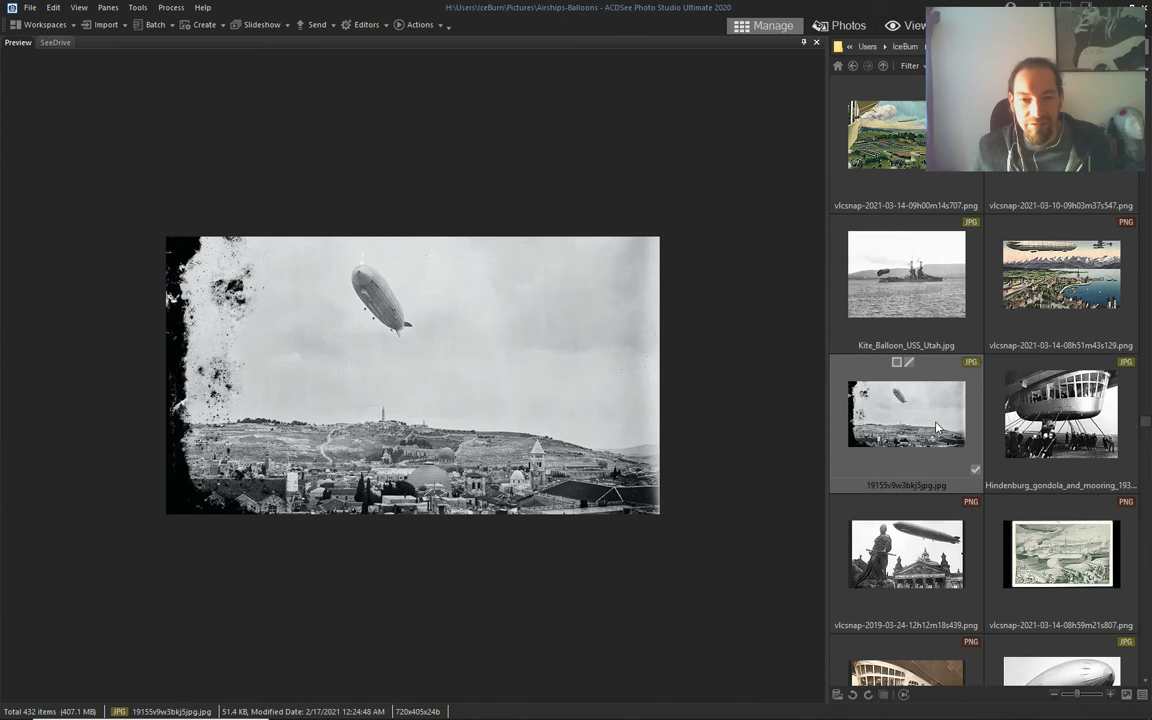 File Edit View Panes Tools Process Help
H:\Users\IceBurn\Pictures\Airships-Balloons - ACDSee Photo Studio Ultimate 2020
Workspaces Import Batch Create Slideshow Send Editors Actions
Manage Photos
Preview SeeDrive
« Users IceBurn
Filter
vlcsnap-2021-03-14-09h00m14s707.png vlcsnap-2021-03-10-09h03m37s547.png
JPG PNG
Kite_Balloon_USS_Utah.jpg vlcsnap-2021-03-14-08h51m43s129.png
JPG JPG
19155v9w3bkj5jpg.jpg Hindenburg_gondola_and_mooring_193...
PNG PNG
vlcsnap-2019-03-24-12h12m18s439.png vlcsnap-2021-03-14-08h59m21s807.png
PNG JPG
Total 432 items (407.1 MB) JPG 19155v9w3bkj5jpg.jpg 51.4 KB, Modified Date: 2/17/2021 12:24:48 AM 720x405x24b